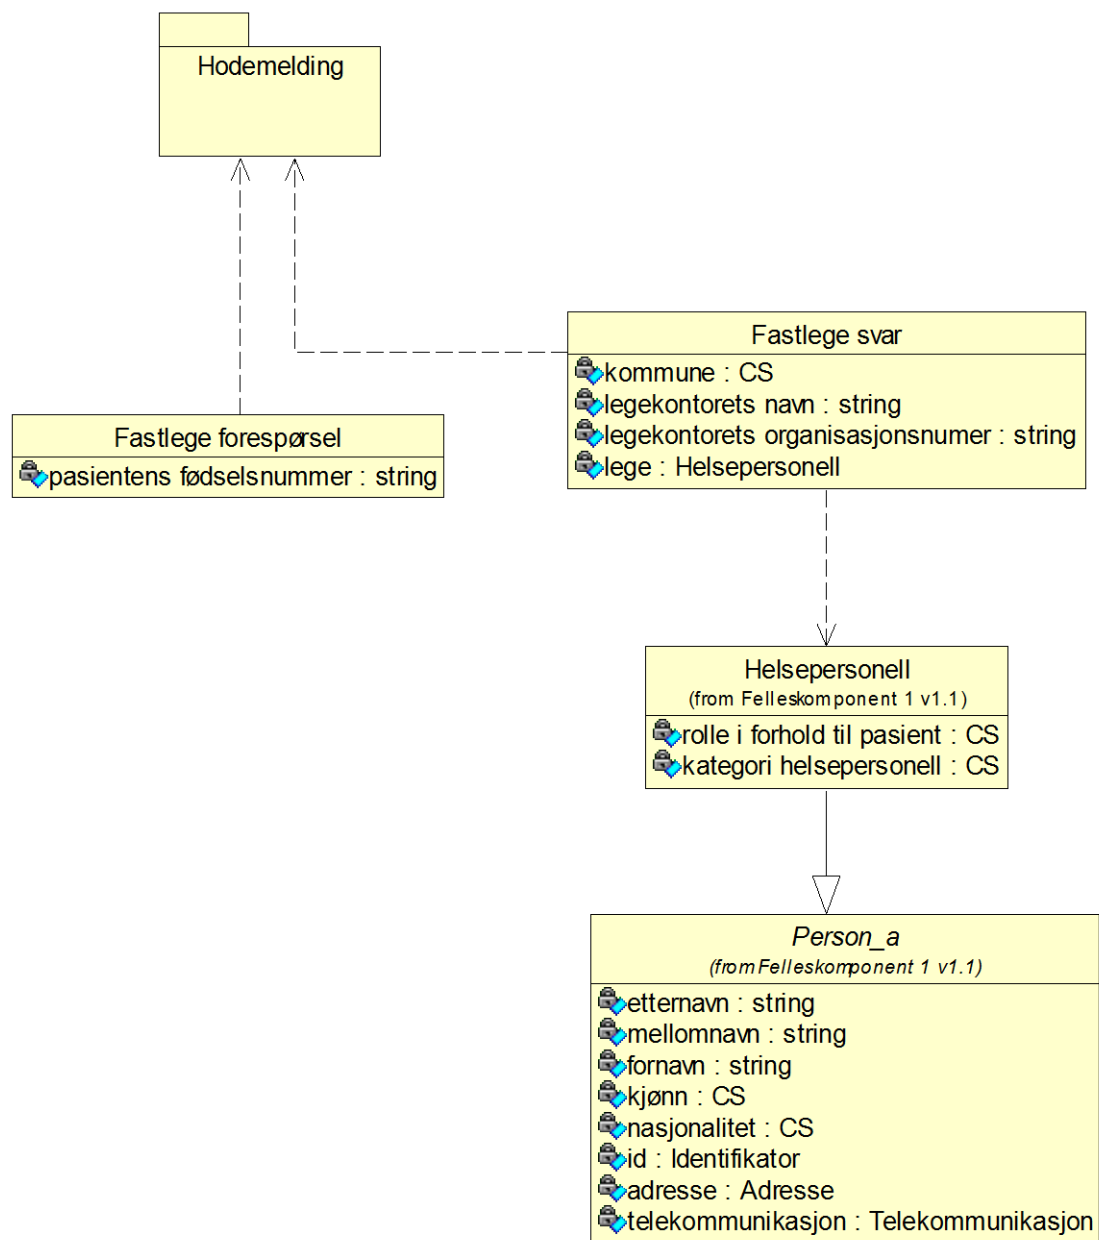 Hodemelding
Fastlege svar
kommune : CS
legekontorets navn : string
legekontorets organisasjonsnumer : string
lege : Helsepersonell
Fastlege forespørsel
pasientens fødselsnummer : string
Helsepersonell
(from Felleskomponent 1 v1.1)
rolle i forhold til pasient : CS
kategori helsepersonell : CS
Person_a
(from Felleskomponent 1 v1.1)
etternavn : string
mellomnavn : string
fornavn : string
kjønn : CS
nasjonalitet : CS
id : Identifikator
adresse : Adresse
telekommunikasjon : Telekommunikasjon